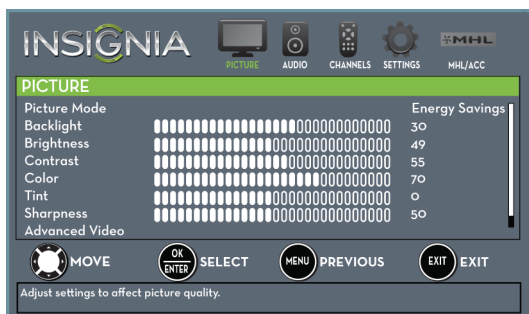 INSIGNIA
PICTURE AUDIO CHANNELS SETTINGS MHL MHL/ACC
PICTURE
Picture Mode Energy Savings
Backlight 30
Brightness 49
Contrast 55
Color 70
Tint 0
Sharpness 50
Advanced Video
MOVE OK ENTER SELECT MENU PREVIOUS EXIT EXIT
Adjust settings to affect picture quality.